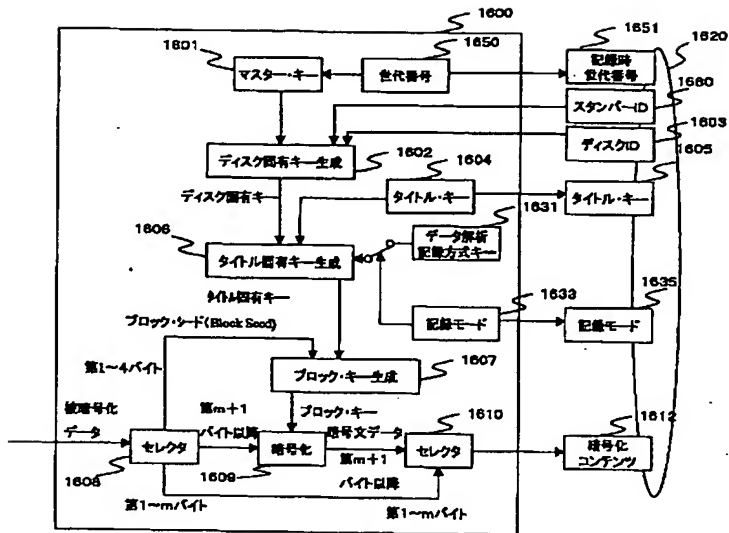 1600
1601
1650
1651
1620
マスター・キー
世代番号
記録時
世代番号
1660
スタンパーID
1603
ディスクID
1605
ディスク固有キー生成
1602
1604
ディスク固有キー
タイトル・キー
タイトル・キー
1631
1606
データ解析
記録方式キー
タイトル固有キー生成
タイトル固有キー
1633
1635
記録モード
記録モード
ブロック・シード(Block Seed)
第1~4バイト
ブロック・キー生成
1607
ブロック・キー
被暗号化
データ
第m+1
バイト以降
暗号文データ
第m+1
バイト以降
1610
1612
セレクタ
暗号化
セレクタ
暗号化
コンテンツ
1608
1609
第1~mバイト
第1~mバイト